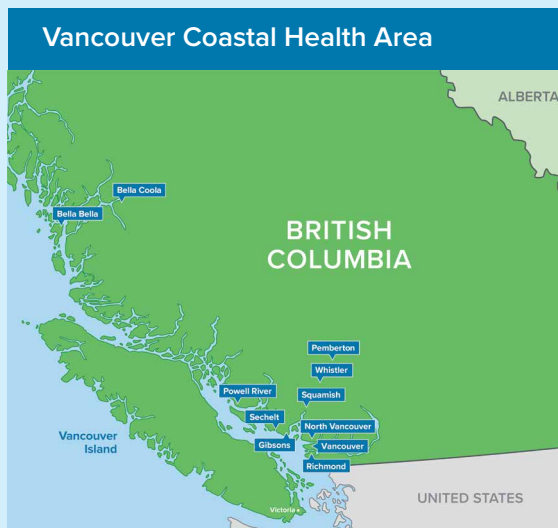 Vancouver Coastal Health Area
ALBERTA
Bella Coola
Bella Bella
BRITISH
COLUMBIA
Pemberton
Whistler
Powell River
Squamish
Sechelt
North Vancouver
Vancouver
Island
Gibsons
Vancouver
Richmond
UNITED STATES
Victoria